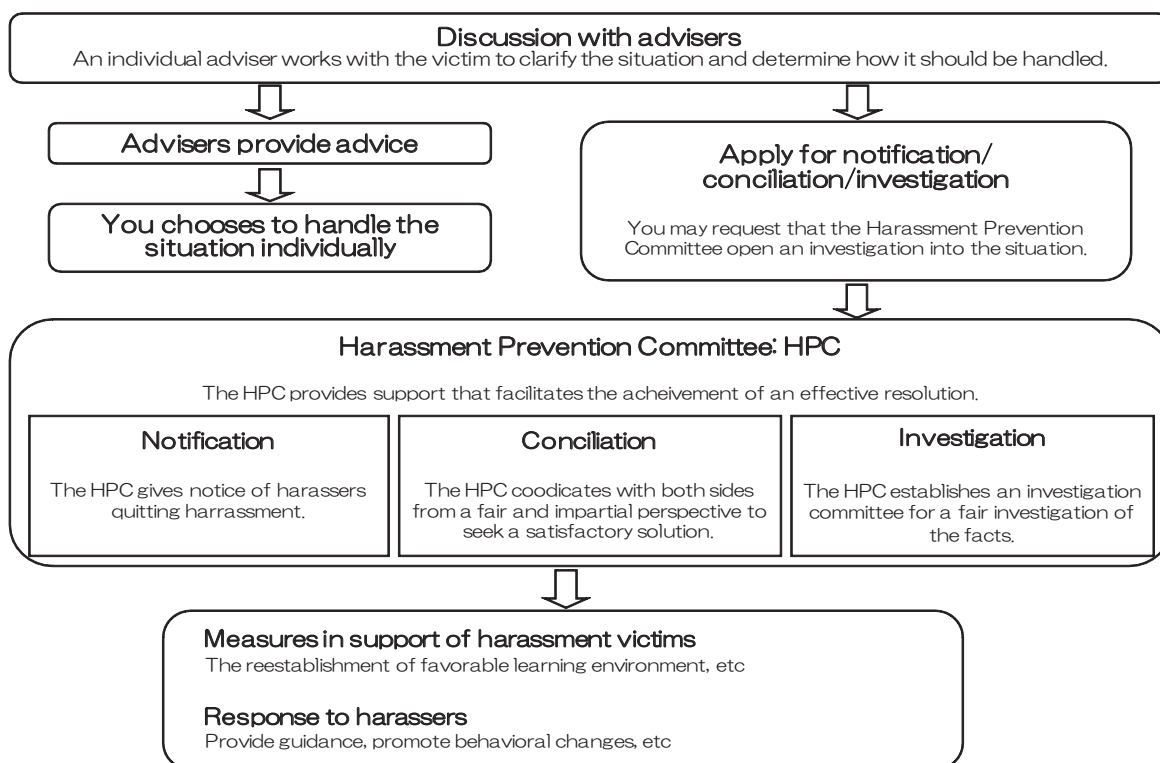 Discussion with advisers
An individual adviser works with the victim to clarify the situation and determine how it should be handled.
Advisers provide advice
You chooses to handle the
situation individually
Apply for notification/
conciliation/investigation
You may request that the Harassment Prevention
Committee open an investigation into the situation.
Harassment Prevention Committee: HPC
The HPC provides support that facilitates the acheivement of an effective resolution.
Notification
The HPC gives notice of harassers
quitting harrassment.
Conciliation
The HPC coodicates with both sides
from a fair and impartial perspective to
seek a satisfactory solution.
Investigation
The HPC establishes an investigation
committee for a fair investigation of
the facts.
Measures in support of harassment victims
The reestablishment of favorable learning environment, etc
Response to harassers
Provide guidance, promote behavioral changes, etc